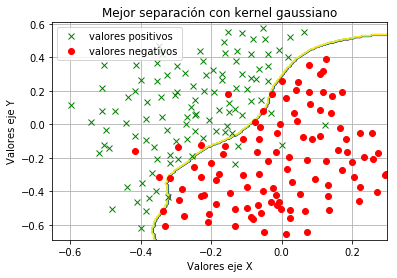 Mejor separación con kernel gaussiano
valores positivos
valores negativos
Valores eje Y
0.6
0.4
0.2
0.0
−0.2
−0.4
−0.6
−0.6 −0.4 −0.2 0.0 0.2
Valores eje X